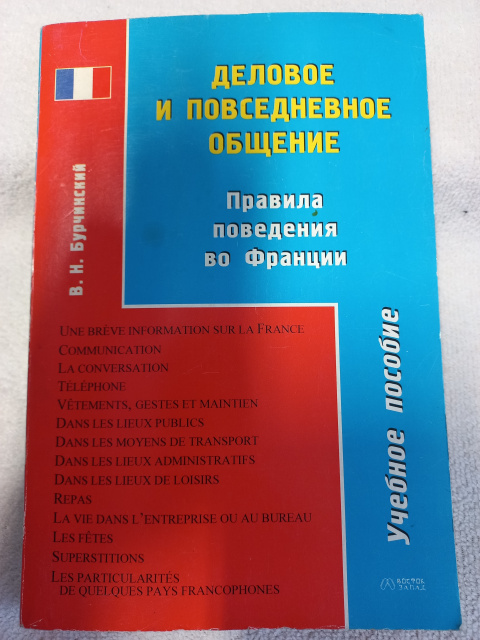 ДЕЛОВОЕ
И ПОВСЕДНЕВНОЕ
ОБЩЕНИЕ
Правила
поведения
во Франции
В. Н. Бурчинский
UNE BRÈVE INFORMATION SUR LA FRANCE
COMMUNICATION
LA CONVERSATION
TÉLÉPHONE
VÊTEMENTS, GESTES ET MAINTIEN
DANS LES LIEUX PUBLICS
DANS LES MOYENS DE TRANSPORT
DANS LES LIEUX ADMINISTRATIFS
DANS LES LIEUX DE LOISIRS
REPAS
LA VIE DANS L'ENTREPRISE OU AU BUREAU
LES FÊTES
SUPERSTITIONS
LES PARTICULARITÉS
DE QUELQUES PAYS FRANCOPHONES
Учебное пособие
ВОСТОК
ЗАПАД